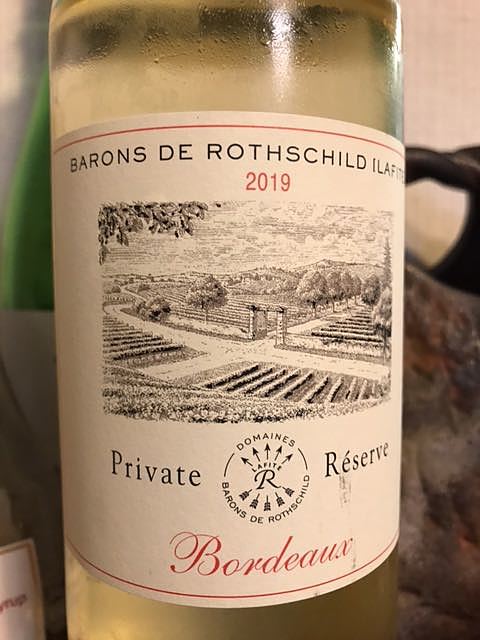 BARONS DE ROTHSCHILD [LAFITE
2019
Private Réserve
DOMAINES
LAFITE
R
BARONS DE ROTHSCHILD
Bordeaux